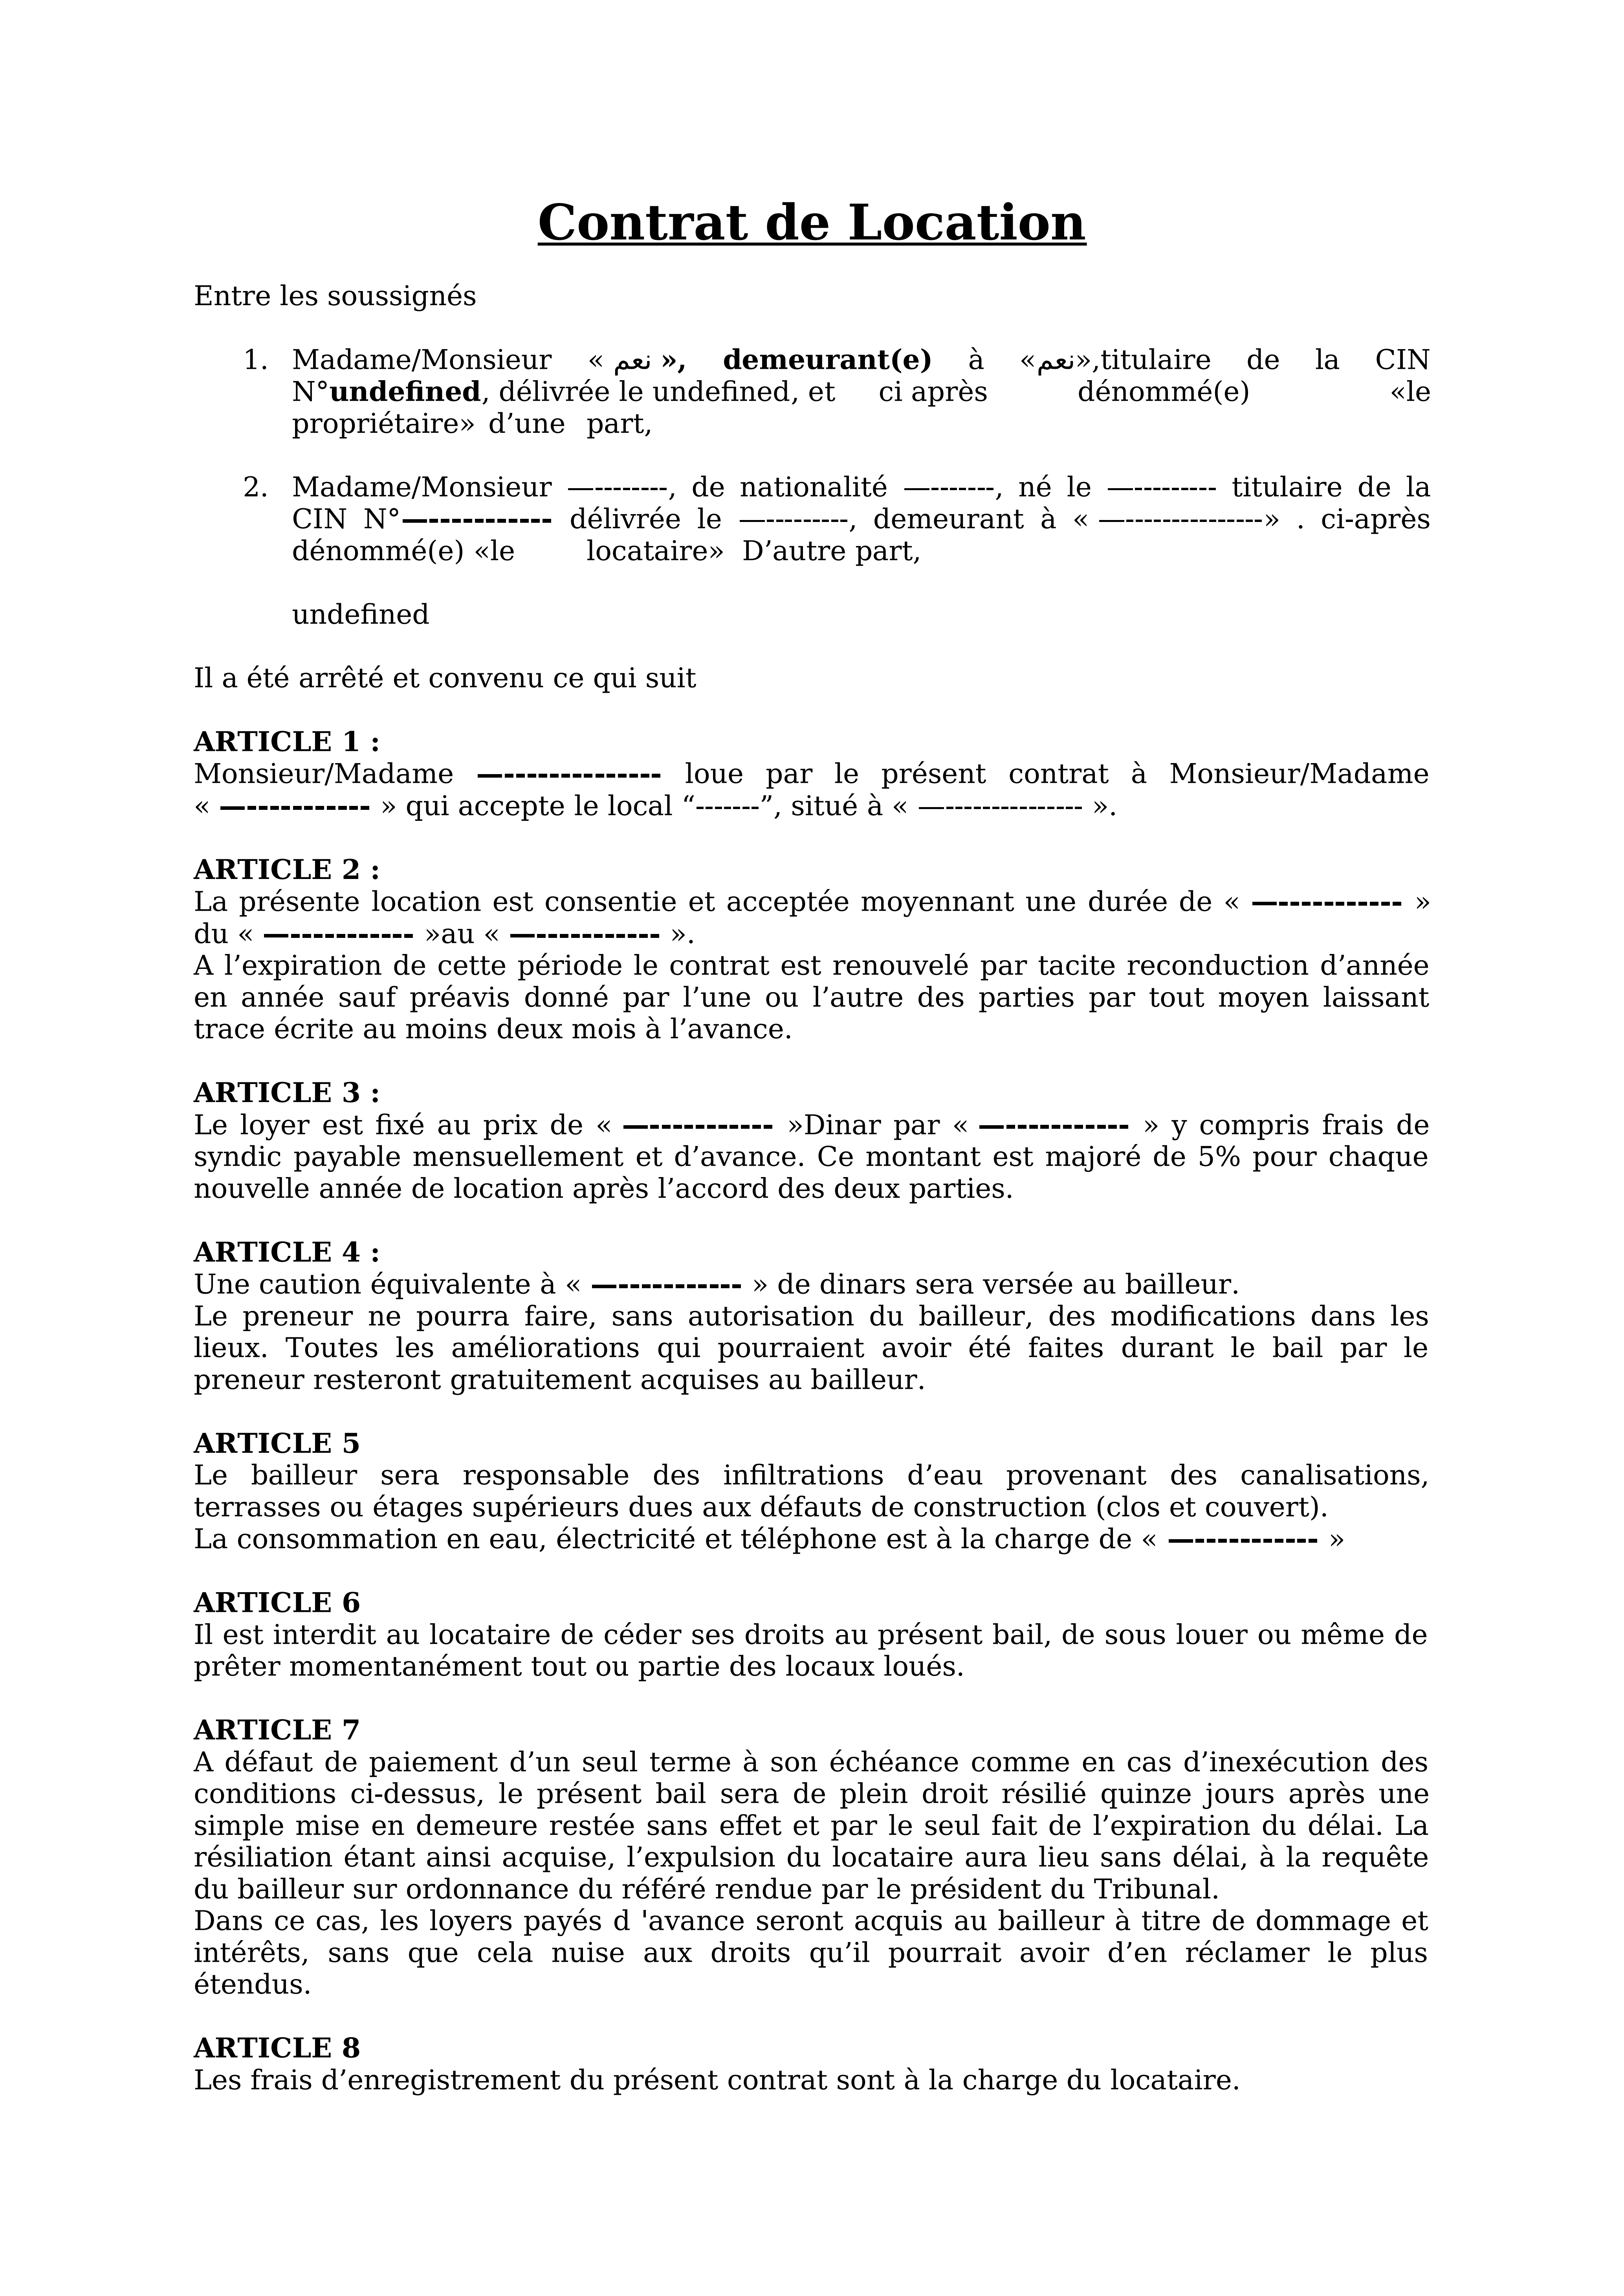 Contrat de Location
Entre les soussignés
1. Madame/Monsieur « نعم », demeurant(e) à «نعم»,titulaire de la CIN
N°undefined, délivrée le undefined, et ci après dénommé(e) «le
propriétaire» d’une part,
2. Madame/Monsieur —--------, de nationalité —-------, né le —--------- titulaire de la
CIN N°—----------- délivrée le —---------, demeurant à « —---------------» . ci-après
dénommé(e) «le locataire» D’autre part,
undefined
Il a été arrêté et convenu ce qui suit
ARTICLE 1 :
Monsieur/Madame —-------------- loue par le présent contrat à Monsieur/Madame
« —----------- » qui accepte le local “-------”, situé à « —--------------- ».
ARTICLE 2 :
La présente location est consentie et acceptée moyennant une durée de « —----------- »
du « —----------- »au « —----------- ».
A l’expiration de cette période le contrat est renouvelé par tacite reconduction d’année
en année sauf préavis donné par l’une ou l’autre des parties par tout moyen laissant
trace écrite au moins deux mois à l’avance.
ARTICLE 3 :
Le loyer est fixé au prix de « —----------- »Dinar par « —----------- » y compris frais de
syndic payable mensuellement et d’avance. Ce montant est majoré de 5% pour chaque
nouvelle année de location après l’accord des deux parties.
ARTICLE 4 :
Une caution équivalente à « —----------- » de dinars sera versée au bailleur.
Le preneur ne pourra faire, sans autorisation du bailleur, des modifications dans les
lieux. Toutes les améliorations qui pourraient avoir été faites durant le bail par le
preneur resteront gratuitement acquises au bailleur.
ARTICLE 5
Le bailleur sera responsable des infiltrations d’eau provenant des canalisations,
terrasses ou étages supérieurs dues aux défauts de construction (clos et couvert).
La consommation en eau, électricité et téléphone est à la charge de « —----------- »
ARTICLE 6
Il est interdit au locataire de céder ses droits au présent bail, de sous louer ou même de
prêter momentanément tout ou partie des locaux loués.
ARTICLE 7
A défaut de paiement d’un seul terme à son échéance comme en cas d’inexécution des
conditions ci-dessus, le présent bail sera de plein droit résilié quinze jours après une
simple mise en demeure restée sans effet et par le seul fait de l’expiration du délai. La
résiliation étant ainsi acquise, l’expulsion du locataire aura lieu sans délai, à la requête
du bailleur sur ordonnance du référé rendue par le président du Tribunal.
Dans ce cas, les loyers payés d 'avance seront acquis au bailleur à titre de dommage et
intérêts, sans que cela nuise aux droits qu’il pourrait avoir d’en réclamer le plus
étendus.
ARTICLE 8
Les frais d’enregistrement du présent contrat sont à la charge du locataire.